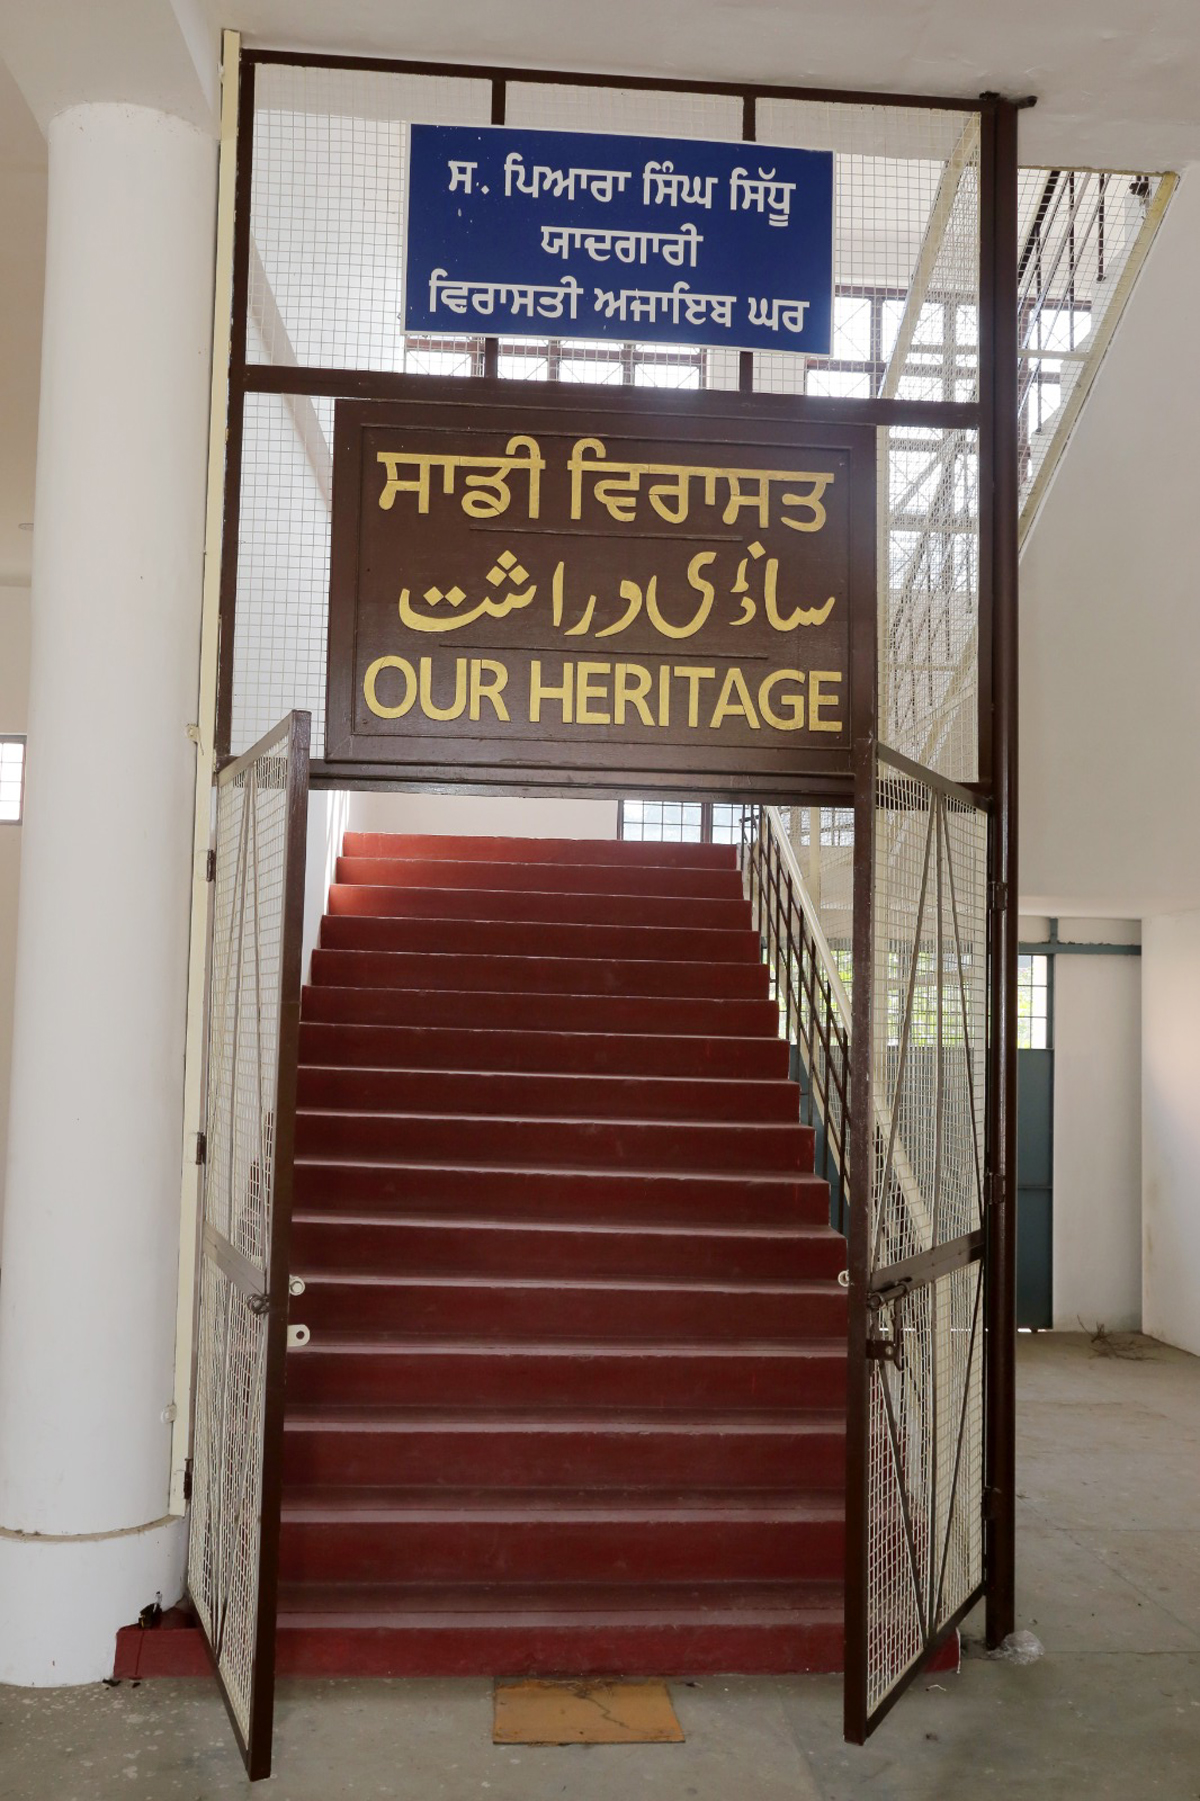 ਸ. ਪਿਆਰਾ ਸਿੰਘ ਸਿੱਧੂ
ਯਾਦਗਾਰੀ
ਵਿਰਾਸਤੀ ਅਜਾਇਬ ਘਰ
ਸਾਡੀ ਵਿਰਾਸਤ
ساڈی وراثت
OUR HERITAGE